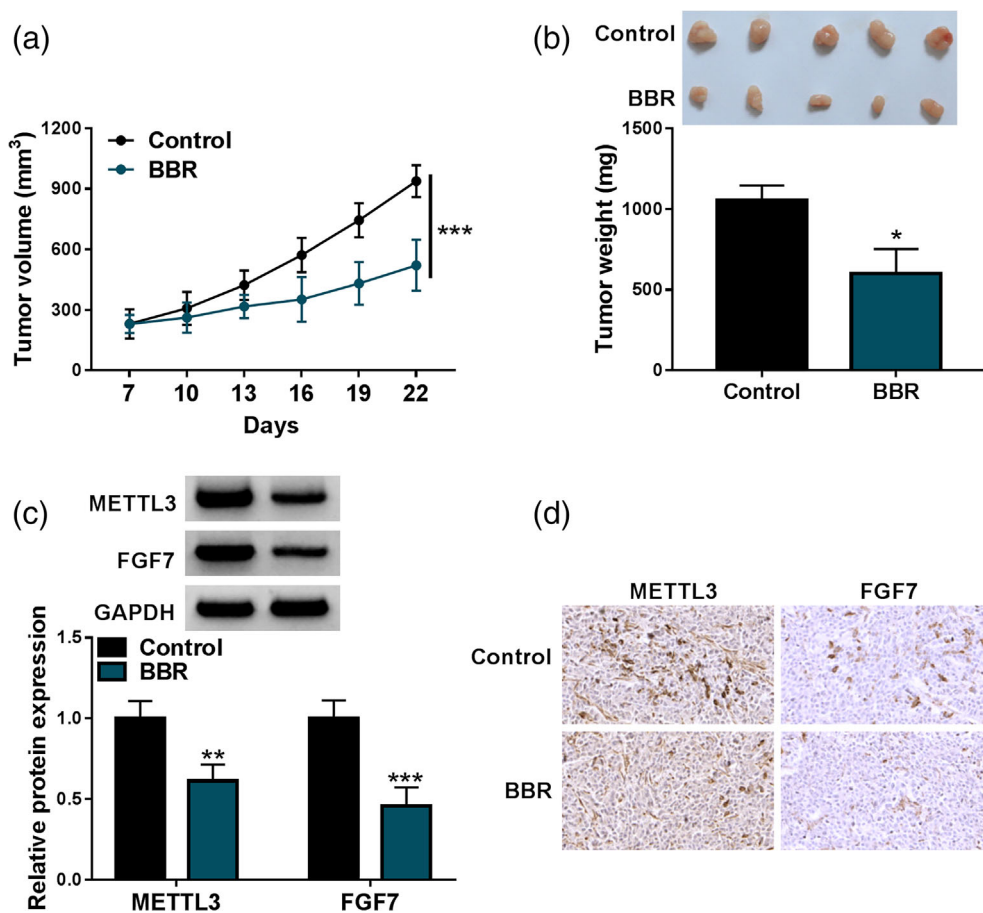 (a)
Tumor volume (mm³)
1200
900
600
300
0
Control
BBR
***
7 10 13 16 19 22
Days
(b)
Control
BBR
Tumor weight (mg)
1500
1000
500
0
*
Control BBR
(c)
METTL3
FGF7
GAPDH
Relative protein expression
1.5
1.0
0.5
0.0
Control
BBR
**
***
METTL3 FGF7
(d)
METTL3 FGF7
Control
BBR